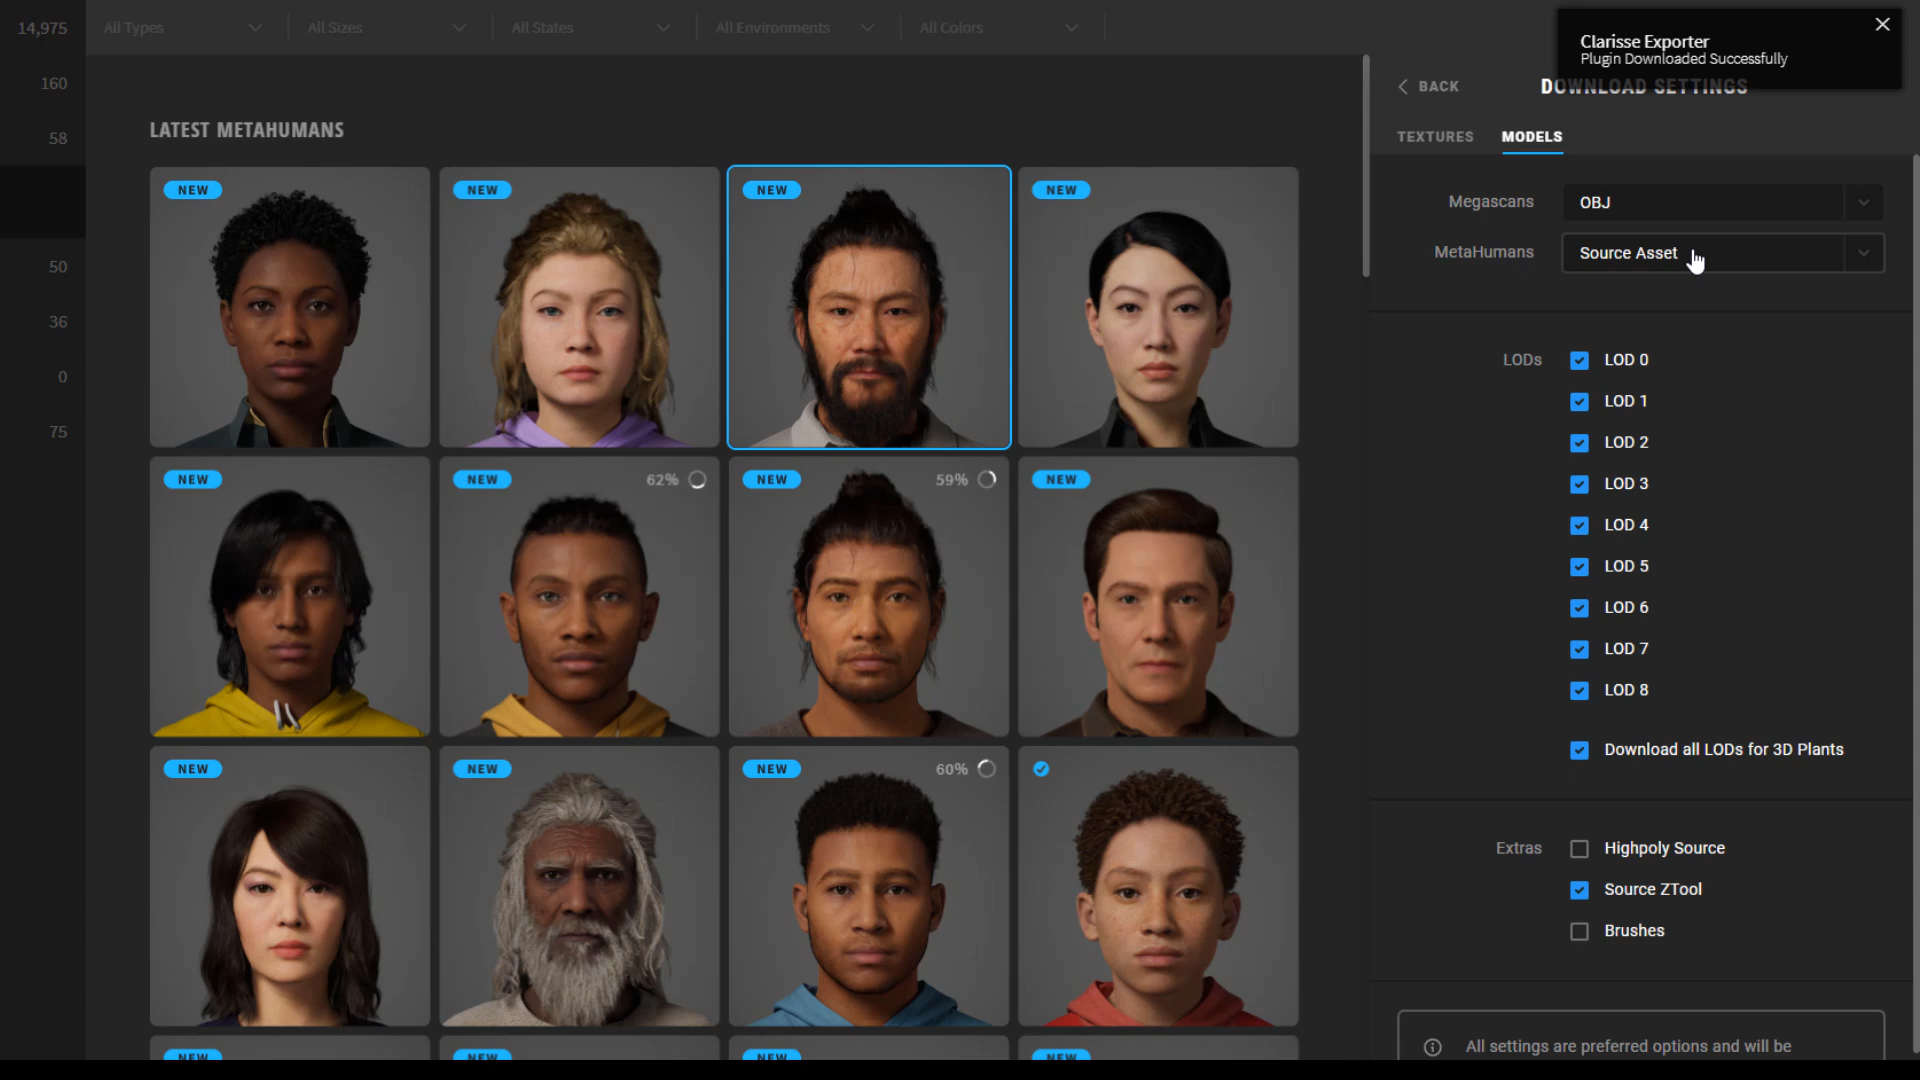 14,975
All Types
All Sizes
All States
All Environments
All Colors
160
58
50
36
0
75
Clarisse Exporter
Plugin Downloaded Successfully
BACK
DOWNLOAD SETTINGS
TEXTURES
MODELS
LATEST METAHUMANS
NEW
NEW
NEW
NEW
NEW
NEW
62%
NEW
59%
NEW
NEW
NEW
NEW
60%
NEW
NEW
NEW
NEW
Megascans
OBJ
MetaHumans
Source Asset
LODs
LOD 0
LOD 1
LOD 2
LOD 3
LOD 4
LOD 5
LOD 6
LOD 7
LOD 8
Download all LODs for 3D Plants
Extras
Highpoly Source
Source ZTool
Brushes
All settings are preferred options and will be